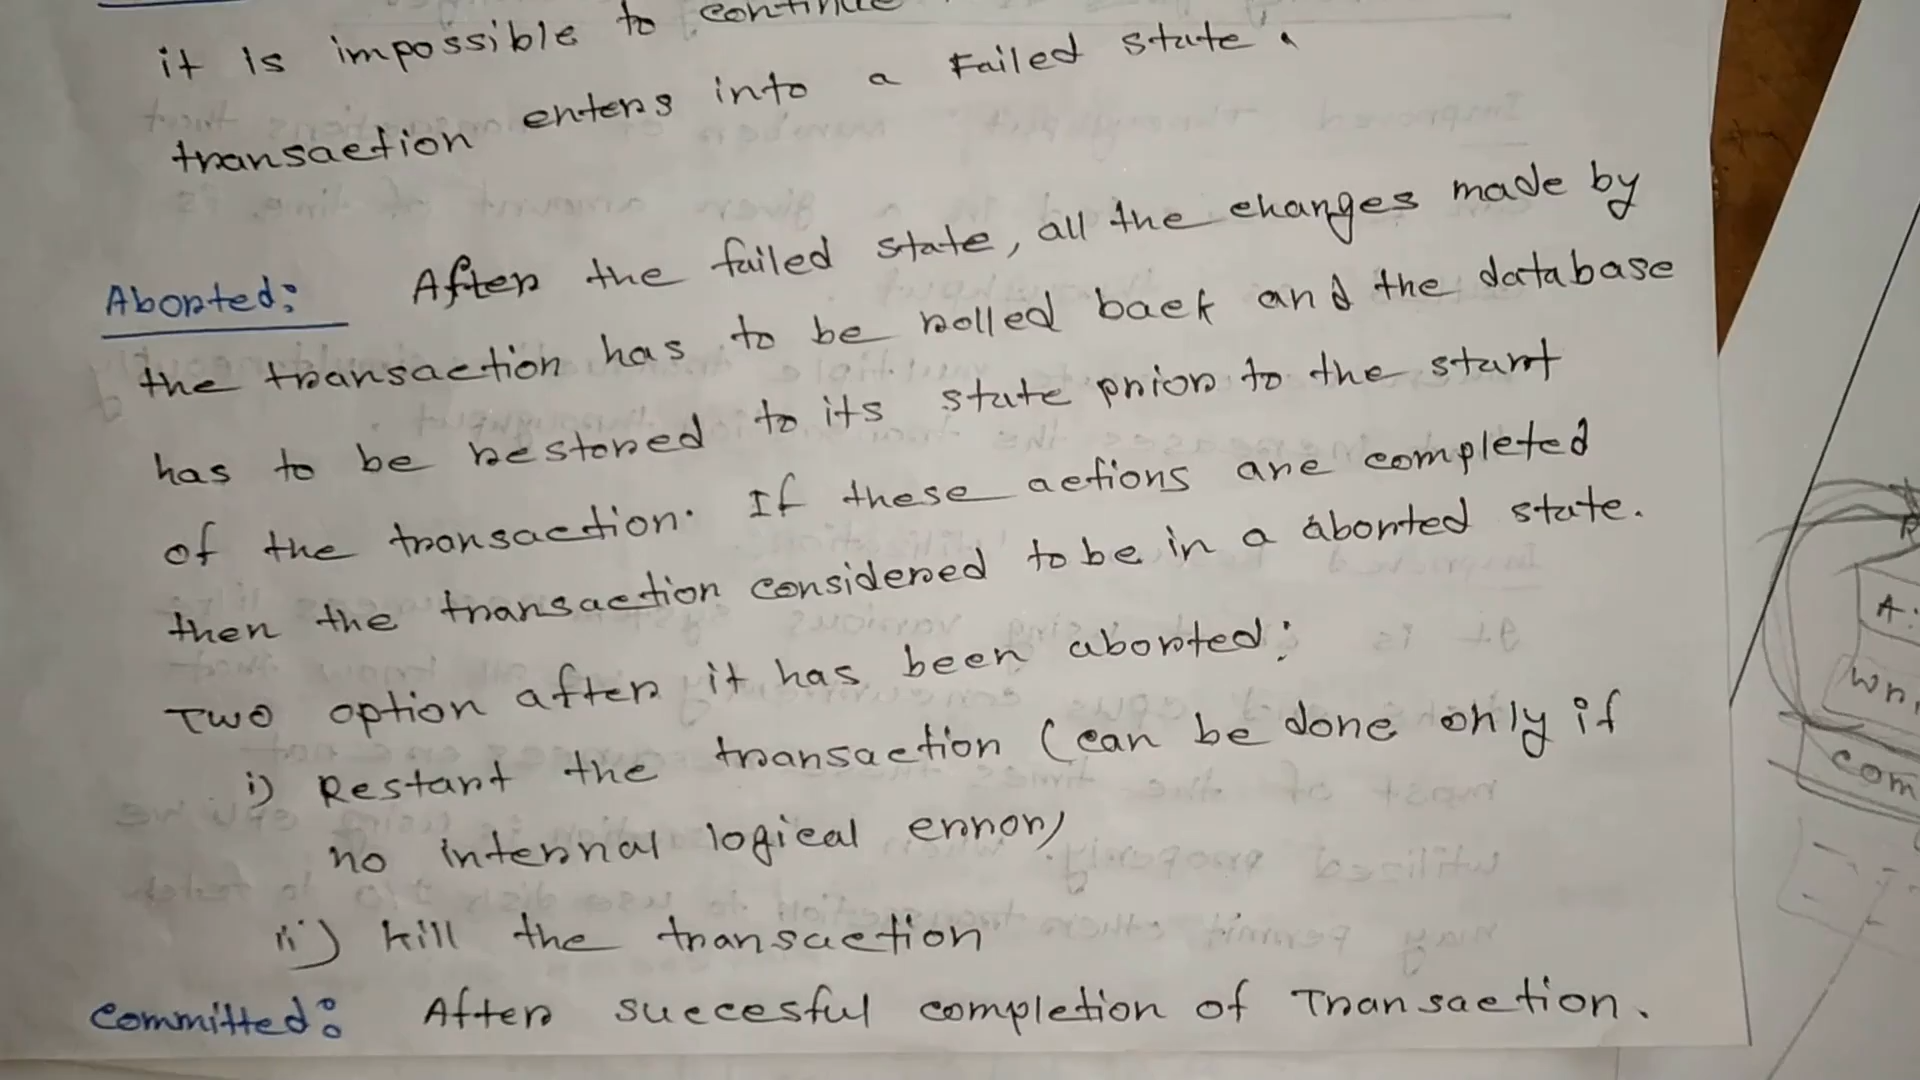 it is impossible to continue
transaction enters into a Failed state.
Aborted: After the failed state, all the changes made by
the transaction has to be rolled back and the database
has to be restored to its state prior to the start
of the transaction. If these actions are completed
then the transaction considered to be in a aborted state.
Two option after it has been aborted:
i) Restart the transaction (can be done only if
no internal logical error)
ii) kill the transaction
Committed: After succesful completion of Transaction.
A:
com